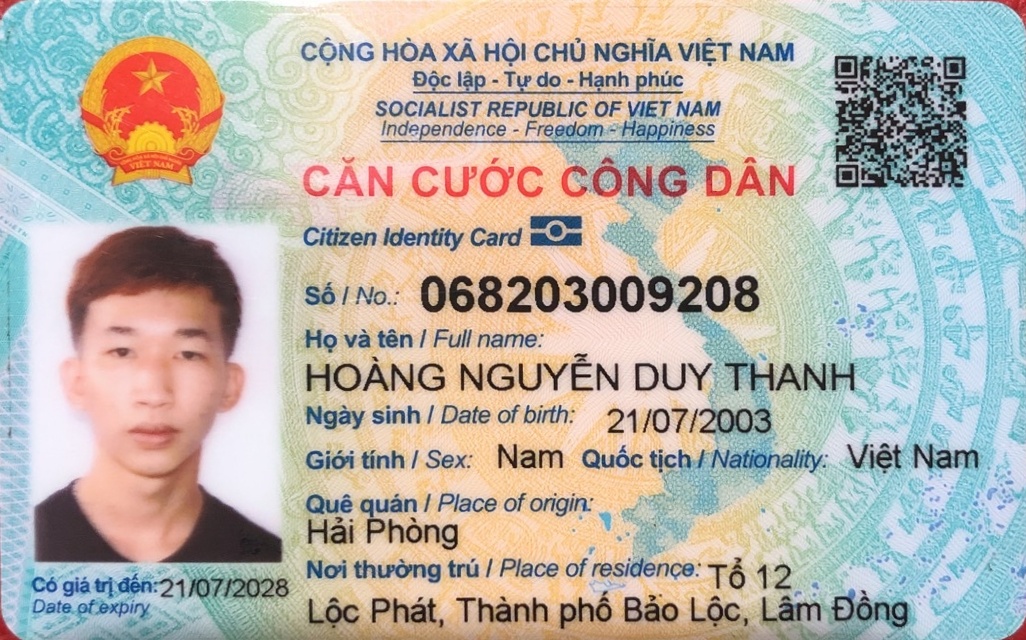 CỘNG HÒA XÃ HỘI CHỦ NGHĨA VIỆT NAM
Độc lập - Tự do - Hạnh phúc
SOCIALIST REPUBLIC OF VIET NAM
Independence - Freedom - Happiness
CĂN CƯỚC CÔNG DÂN
Citizen Identity Card
Số / No.: 068203009208
Họ và tên / Full name:
HOÀNG NGUYỄN DUY THANH
Ngày sinh / Date of birth: 21/07/2003
Giới tính / Sex: Nam Quốc tịch / Nationality: Việt Nam
Quê quán / Place of origin:
Hải Phòng
Nơi thường trú / Place of residence: Tổ 12
Lộc Phát, Thành phố Bảo Lộc, Lâm Đồng
Có giá trị đến: 21/07/2028
Date of expiry
VIỆT NAM